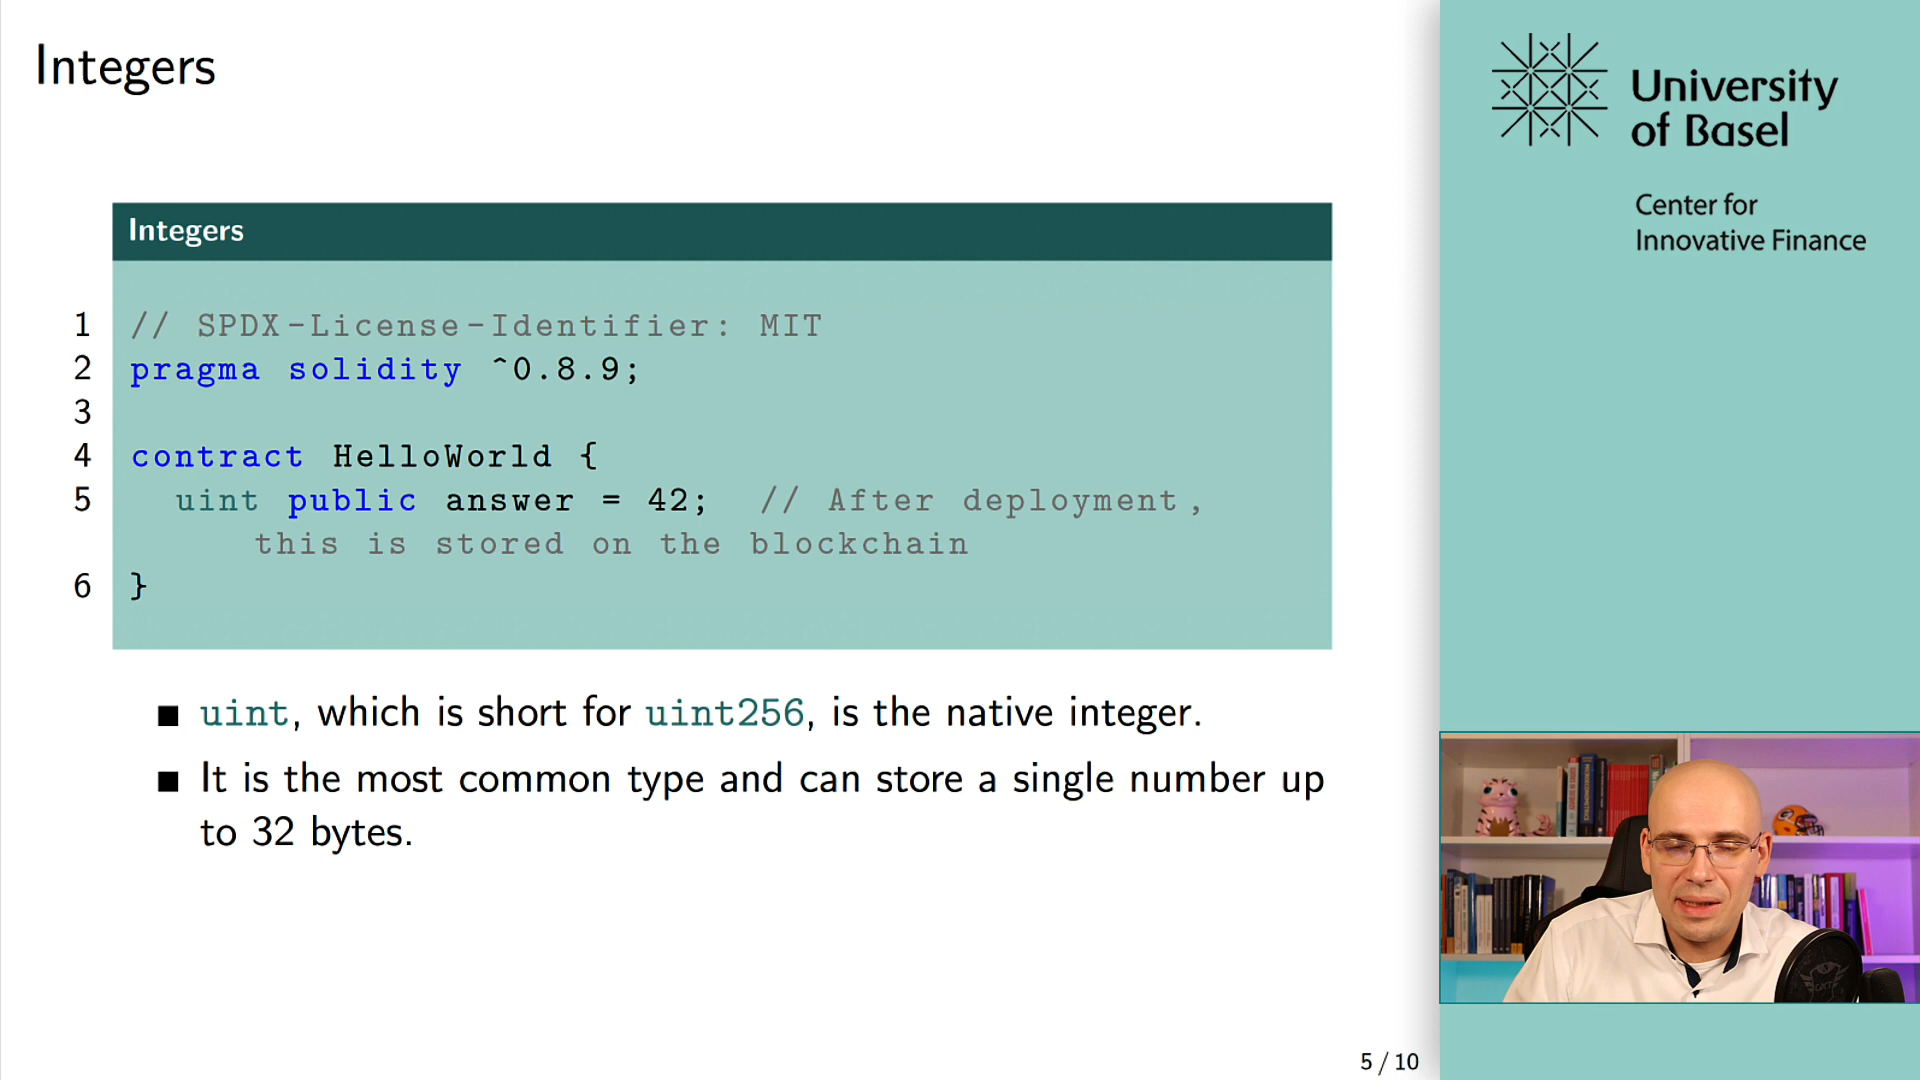 Integers
Integers
1 // SPDX-License-Identifier: MIT
2 pragma solidity ^0.8.9;
3
4 contract HelloWorld {
5 uint public answer = 42; // After deployment,
this is stored on the blockchain
6 }
■ uint, which is short for uint256, is the native integer.
■ It is the most common type and can store a single number up
to 32 bytes.
5 / 10
University
of Basel
Center for
Innovative Finance